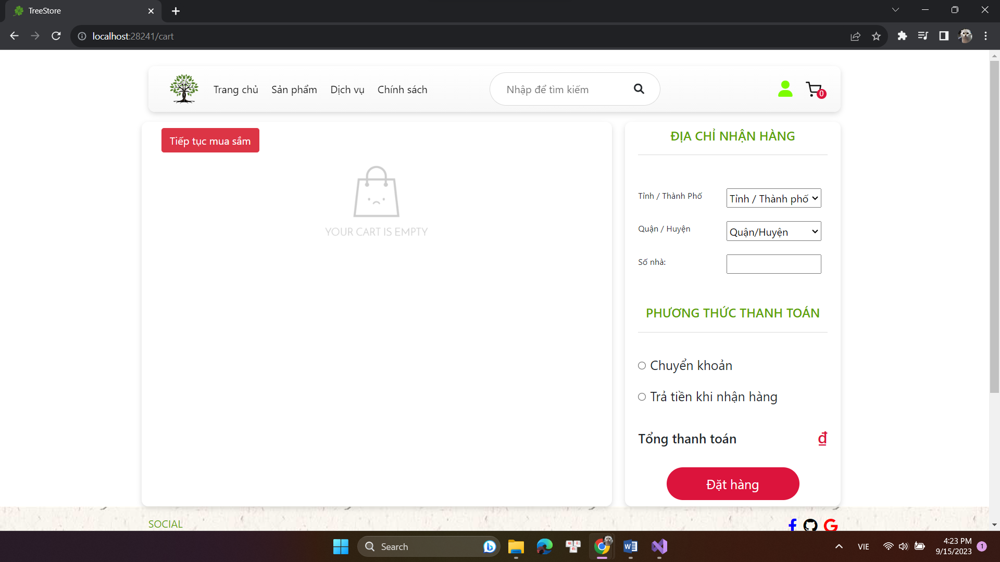 TreeStore
localhost:28241/cart
Trang chủ Sản phẩm Dịch vụ Chính sách Nhập để tìm kiếm 0
Tiếp tục mua sắm
YOUR CART IS EMPTY
ĐỊA CHỈ NHẬN HÀNG
Tỉnh / Thành Phố Tỉnh / Thành phố
Quận / Huyện Quận/Huyện
Số nhà:
PHƯƠNG THỨC THANH TOÁN
Chuyển khoản
Trả tiền khi nhận hàng
Tổng thanh toán đ
Đặt hàng
SOCIAL
Search
VIE
4:23 PM
9/15/2023
1